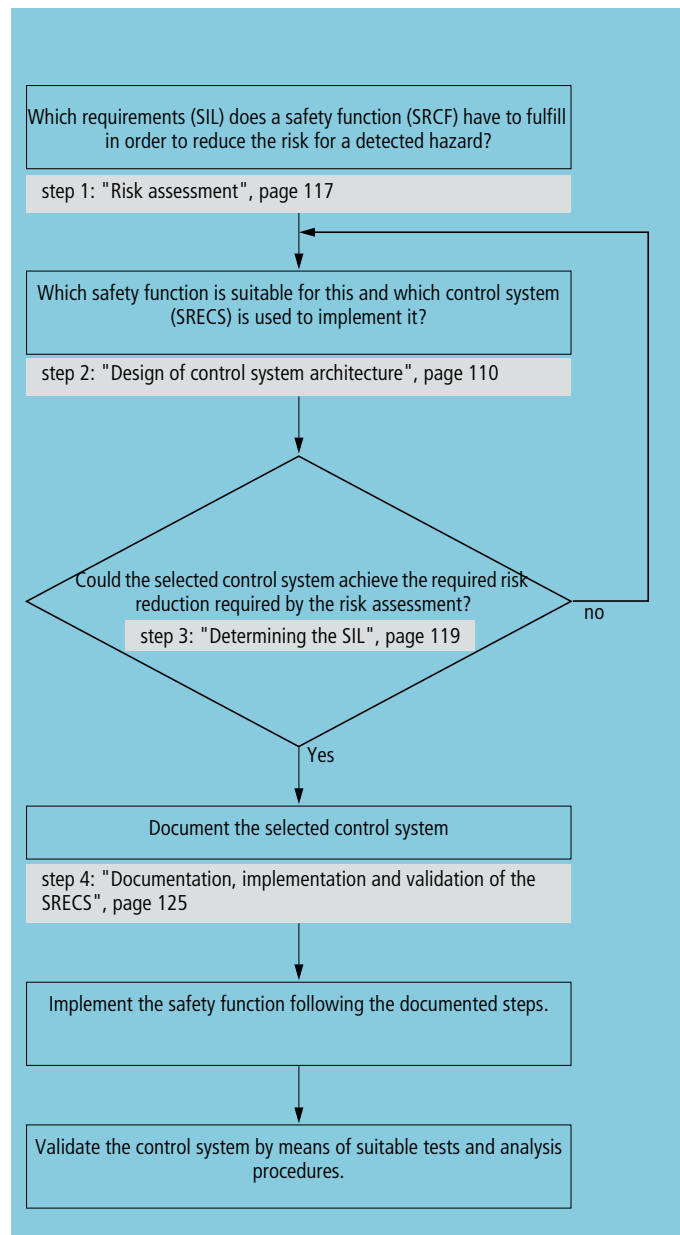 Which requirements (SIL) does a safety function (SRCF) have to fulfill
in order to reduce the risk for a detected hazard?
step 1: "Risk assessment", page 117
Which safety function is suitable for this and which control system
(SRECS) is used to implement it?
step 2: "Design of control system architecture", page 110
Could the selected control system achieve the required risk
reduction required by the risk assessment?
step 3: "Determining the SIL", page 119
no
Yes
Document the selected control system
step 4: "Documentation, implementation and validation of the
SRECS", page 125
Implement the safety function following the documented steps.
Validate the control system by means of suitable tests and analysis
procedures.